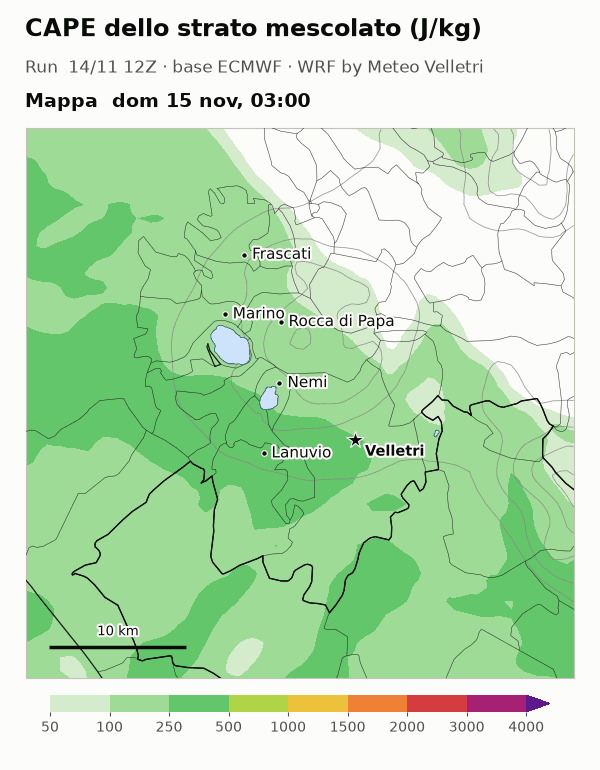 CAPE dello strato mescolato (J/kg)
Run  14/11 12Z · base ECMWF · WRF by Meteo Velletri
Mappa  dom 15 nov, 03:00
Frascati
Marino
Rocca di Papa
Nemi
Velletri
Lanuvio
10 km
50 100 250 500 1000 1500 2000 3000 4000